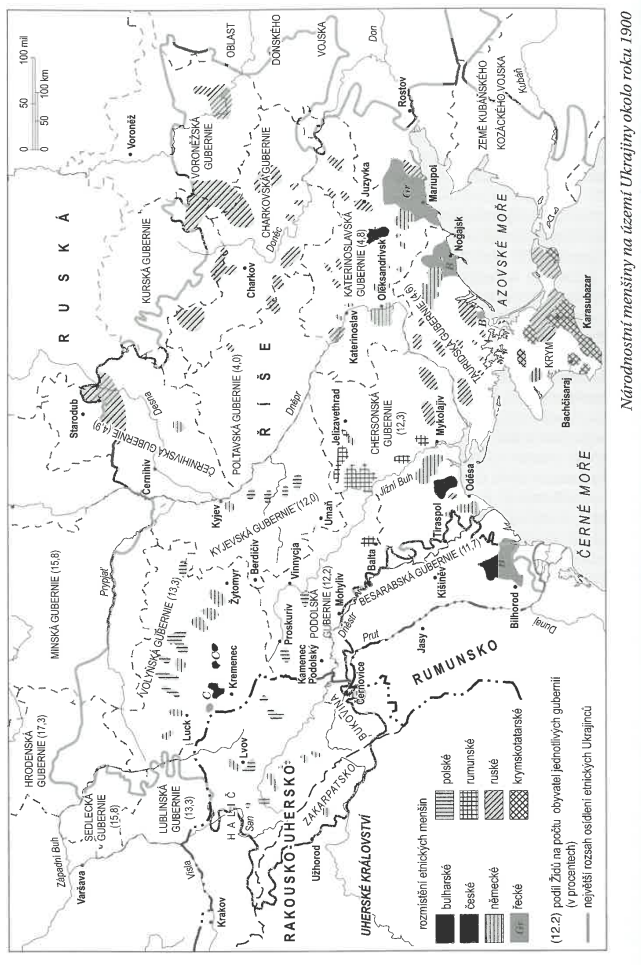 Národnostní menšiny na území Ukrajiny okolo roku 1900
0 50 100 mil
0 50 100 km
RUSKÁ
ŘÍŠE
MINSKÁ GUBERNIE (15,8)
HRODENSKÁ
GUBERNIE (17,3)
SEDLECKÁ
GUBERNIE
(15,8)
LUBLINSKÁ
GUBERNIE
(13,3)
VOLYŇSKÁ GUBERNIE (13,3)
KYJEVSKÁ GUBERNIE (12,0)
PODOLSKÁ
GUBERNIE
(12,2)
BESARABSKÁ GUBERNIE (11,7)
CHERSONSKÁ
GUBERNIE
(12,3)
ČERNIHIVSKÁ GUBERNIE (4,9)
POLTAVSKÁ GUBERNIE (4,0)
KURSKÁ GUBERNIE
VORONĚŽSKÁ
GUBERNIE
CHARKOVSKÁ GUBERNIE
KATERINOSLAVSKÁ
GUBERNIE (4,8)
TAURIDSKÁ GUBERNIE (4,6)
OBLAST
DONSKÉHO
VOJSKA
ZEMĚ KUBÁŇSKÉHO
KOZÁCKÉHO VOJSKA
Voroněž
Starodub
Černihiv
Kyjev
Charkov
Juzyvka
Rostov
Mariupol
Nogajsk
Oleksandrivsk
Katerinoslav
Jelizavethrad
Mykolajiv
Oděsa
Tiraspol
Kišiněv
Bilhorod
Balta
Umaň
Vinnycja
Berdičiv
Žytomyr
Proskuriv
Mohyliv
Kamenec
Podolský
Kremenec
Luck
Lvov
Černovice
Jasy
Užhorod
Krakov
Varšava
Bachčisaraj
Karasubazar
KRYM
AZOVSKÉ MOŘE
ČERNÉ MOŘE
RUMUNSKO
BUKOVINA
ZAKARPATSKO
HALIČ
RAKOUSKO-UHERSKO
UHERSKÉ KRÁLOVSTVÍ
Západní Buh
Visla
San
Prypjať
Desna
Dněpr
Doněc
Don
Kubáň
Jižní Buh
Dněstr
Prut
Dunaj
Gr
B
B
C
C
rozmístění etnických menšin
bulharské
české
německé
řecké
Gr
polské
rumunské
ruské
krymskotatarské
(12.2) podíl Židů na počtu obyvatel jednotlivých gubernií
(v procentech)
největší rozsah osídlení etnických Ukrajinců